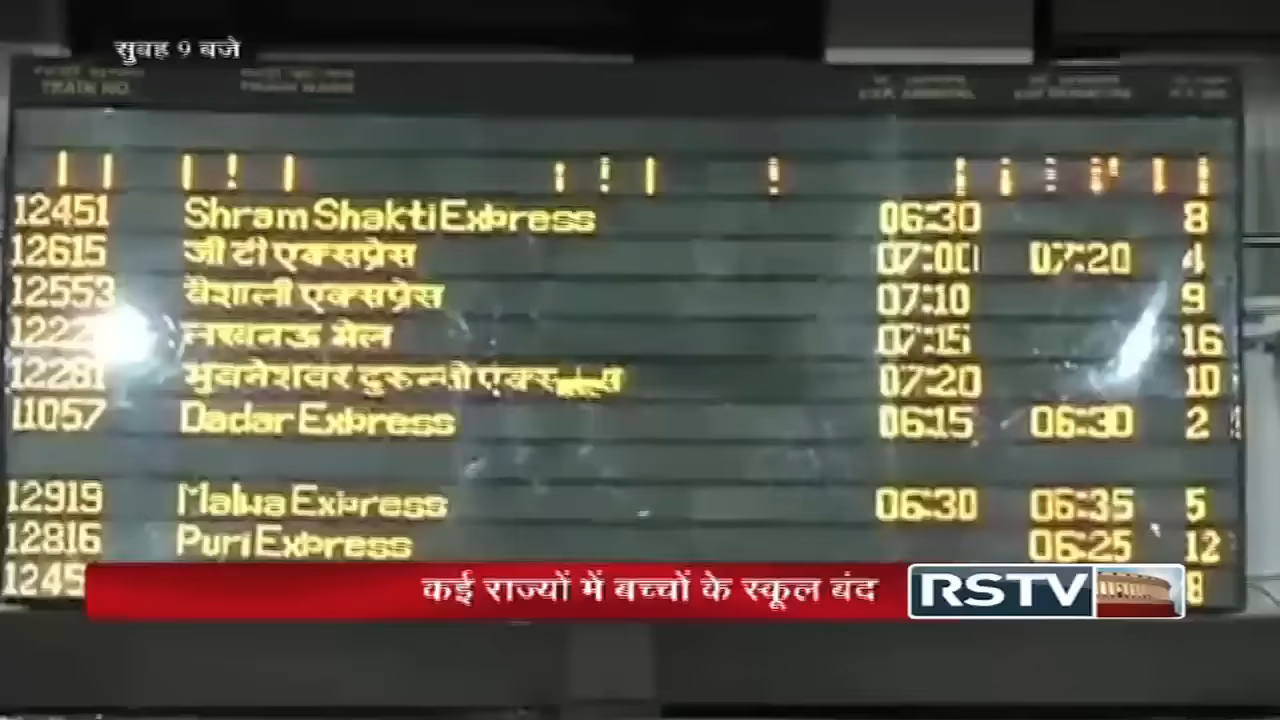 सुबह 9 बजे
TRAIN NO. TRAIN NAME
12451 Shram Shakti Express 06:30 8
12615 जी टी एक्सप्रेस 07:00 07:20 4
12553 वैशाली एक्सप्रेस 07:10 9
लखनऊ मेल 07:15 16
12281 भुवनेशवर दुरन्तो 07:20 10
11057 Dadar Express 06:15 06:30 2
12919 Malwa Express 06:30 06:35 5
12816 Puri Express 06:25 12
8
कई राज्यों में बच्चों के स्कूल बंद
RSTV